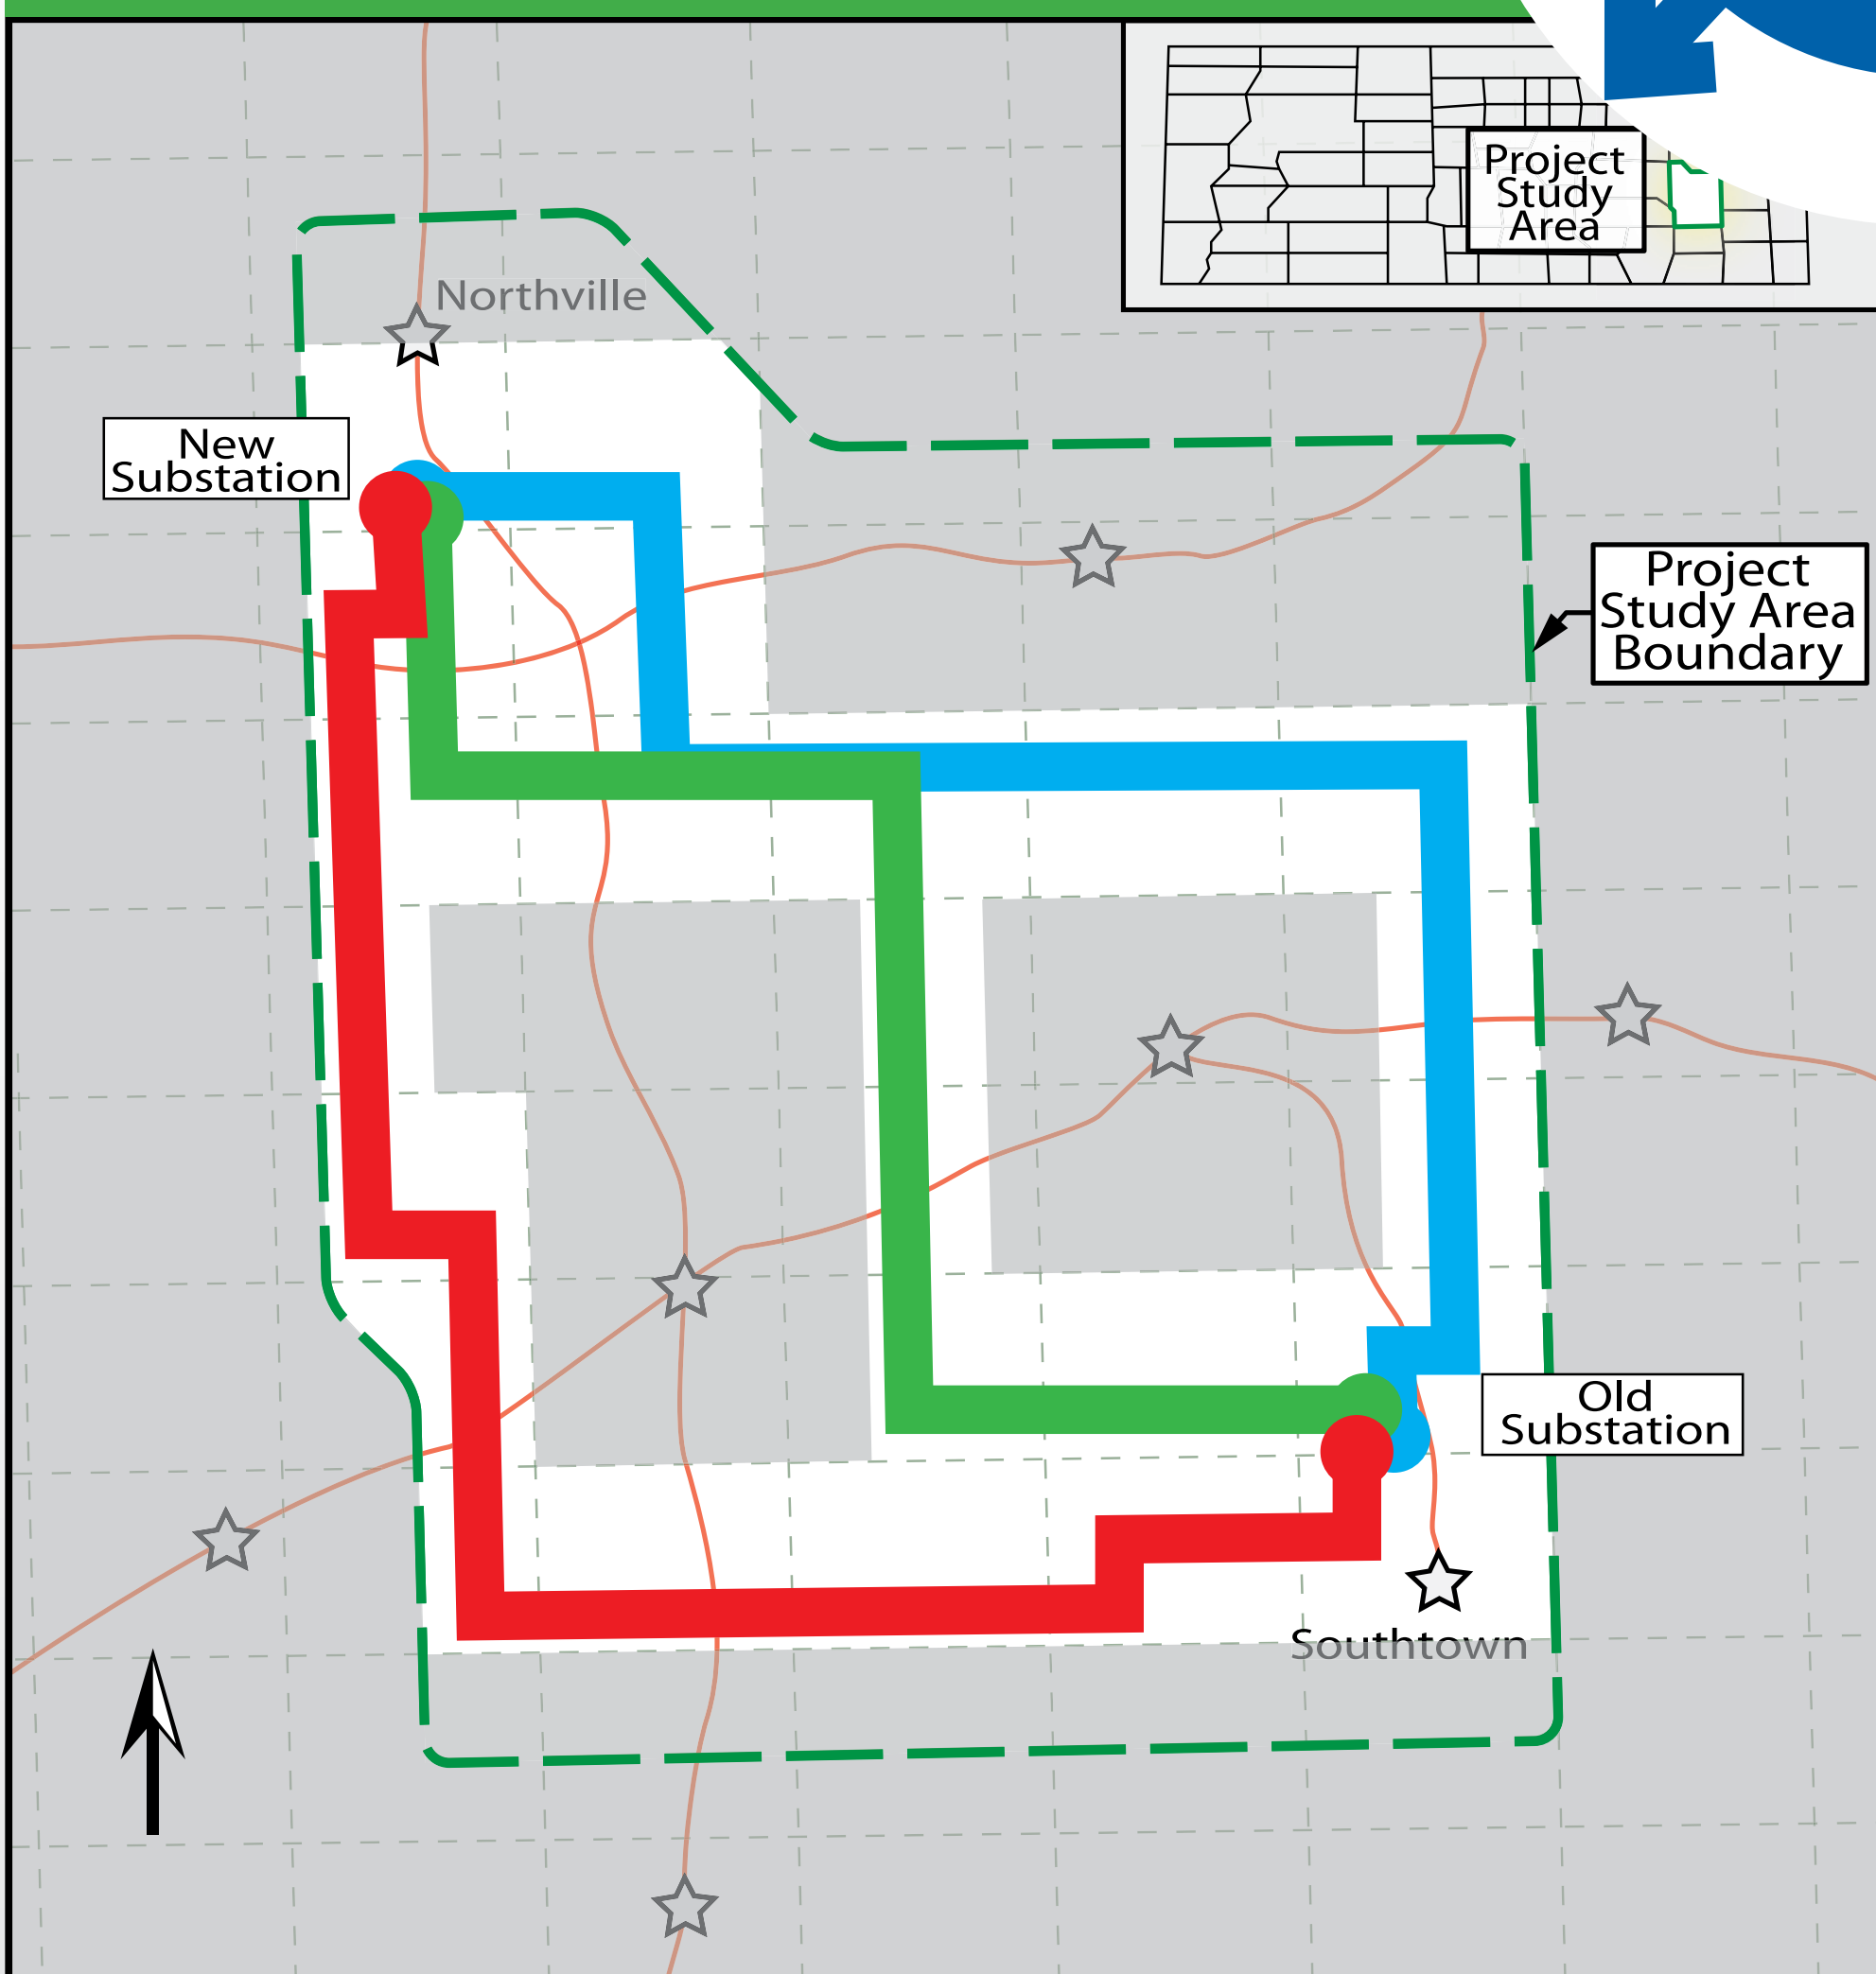 Project
Study
Area
Northville
New
Substation
Project
Study Area
Boundary
Old
Substation
Southtown